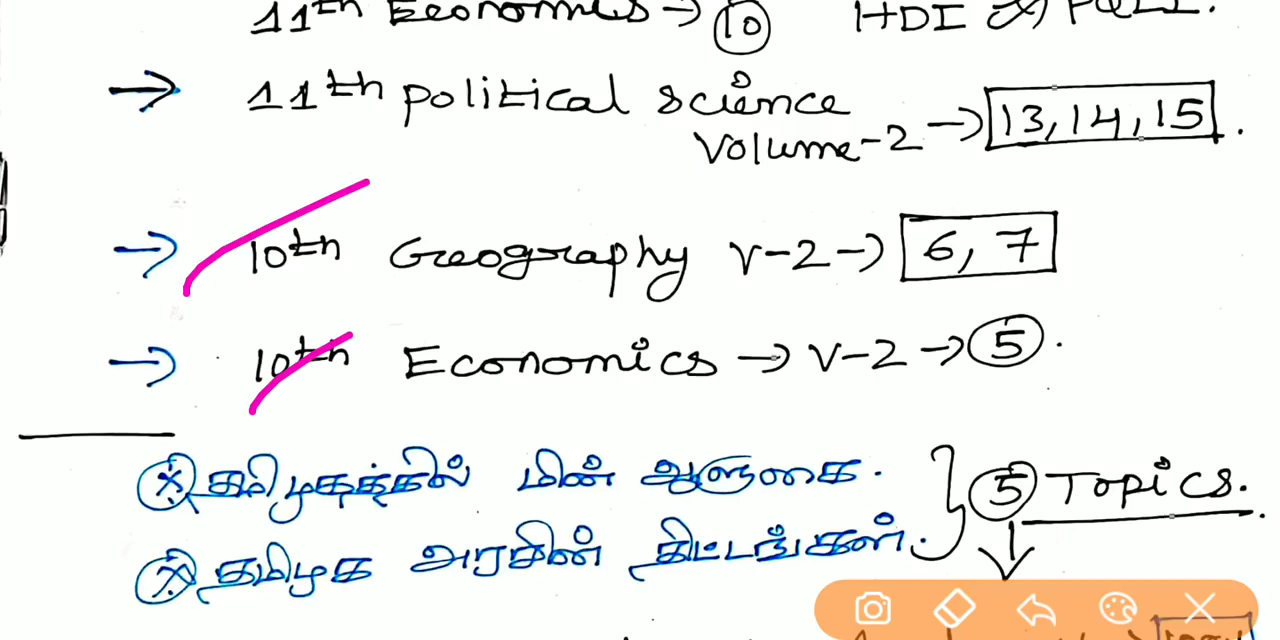 11th Economics → 10 HDI
→ 11th political science
Volume-2 → 13, 14, 15.
→ 10th Geography V-2 → 6, 7
→ 10th Economics → V-2 → 5.
தமிழகத்தில் மின் ஆளுகை.
5 Topics.
தமிழக அரசின் திட்டங்கள்.